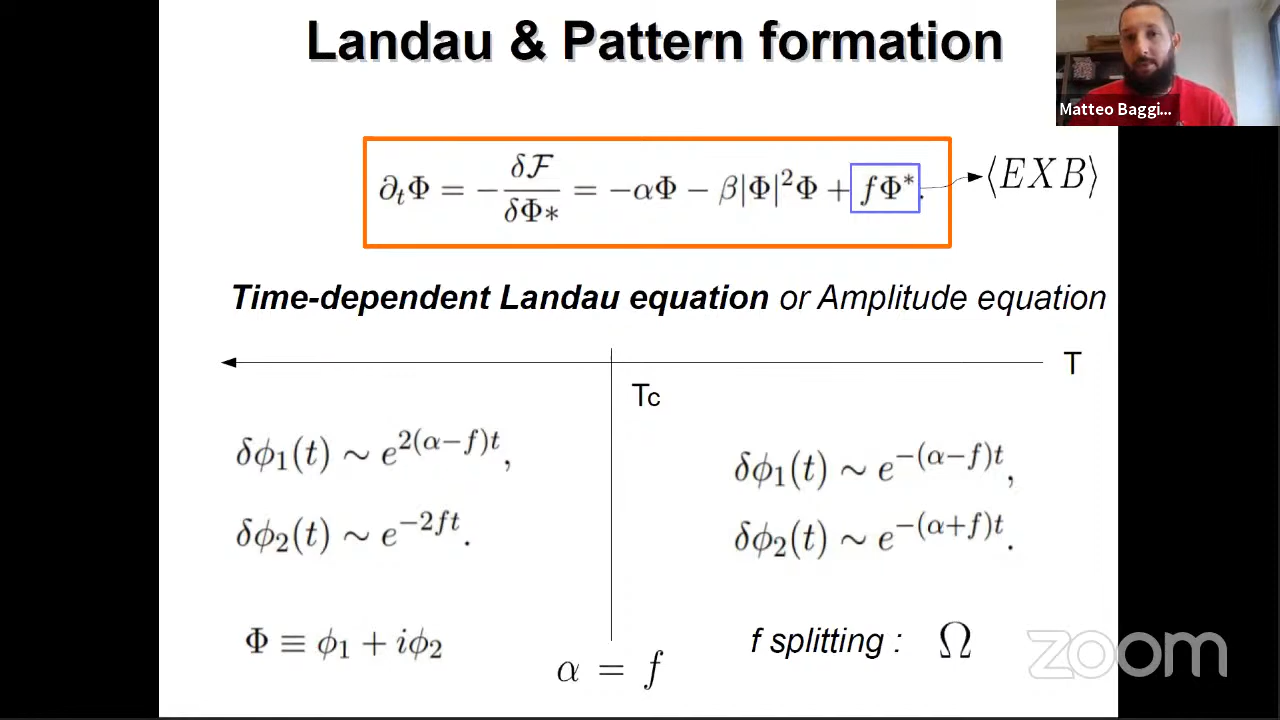 Landau & Pattern formation
Matteo Baggi...
∂ₜΦ = −δℱ/δΦ∗ = −αΦ − β|Φ|²Φ + fΦ*.
⟨EXB⟩
Time-dependent Landau equation or Amplitude equation
T
Tc
δϕ₁(t) ∼ e^{2(α−f)t},
δϕ₁(t) ∼ e^{−(α−f)t},
δϕ₂(t) ∼ e^{−2ft}.
δϕ₂(t) ∼ e^{−(α+f)t}.
Φ ≡ ϕ₁ + iϕ₂
α = f
f splitting : Ω
zoom